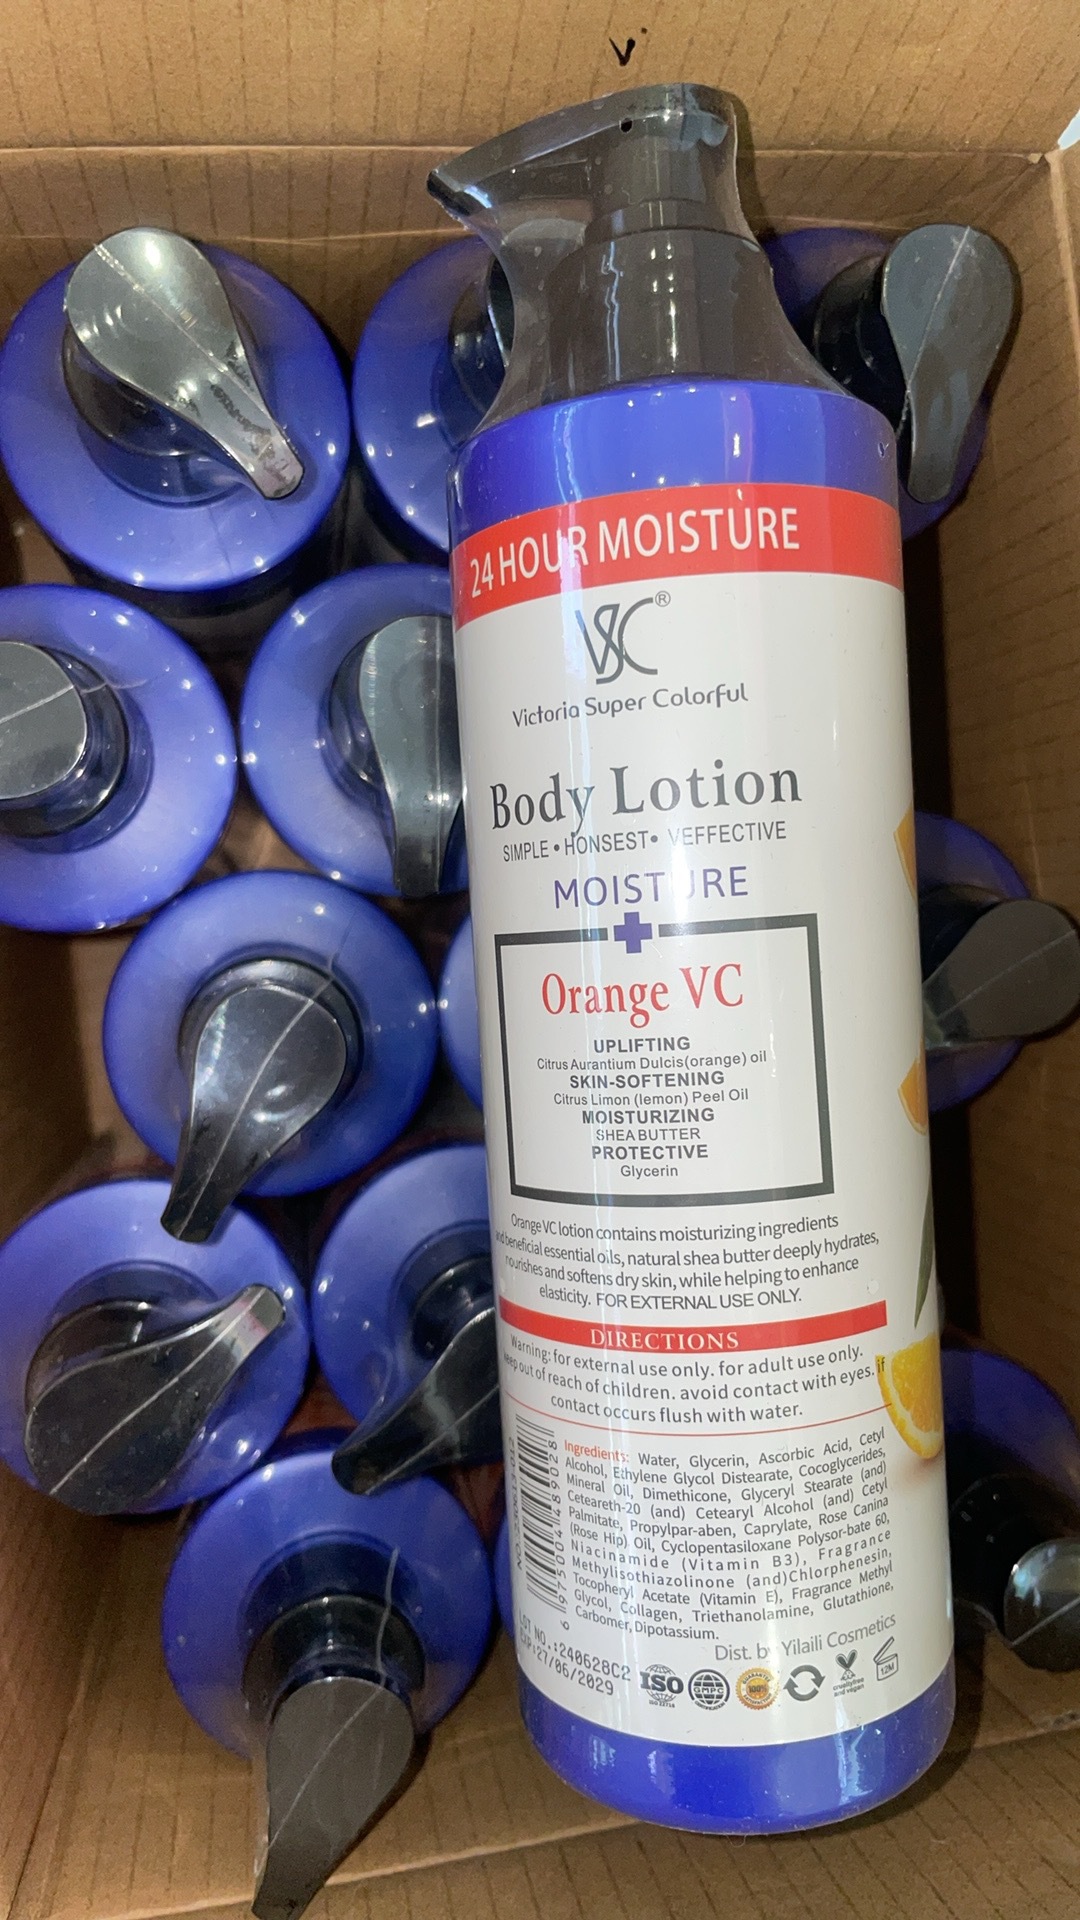 V
24 HOUR MOISTURE
VSC®
Victoria Super Colorful
Body Lotion
SIMPLE • HONSEST • VEFFECTIVE
MOISTURE
Orange VC
UPLIFTING
Citrus Aurantium Dulcis(orange) oil
SKIN-SOFTENING
Citrus Limon (lemon) Peel Oil
MOISTURIZING
SHEA BUTTER
PROTECTIVE
Glycerin
Orange VC lotion contains moisturizing ingredients
and beneficial essential oils, natural shea butter deeply hydrates,
nourishes and softens dry skin, while helping to enhance
elasticity. FOR EXTERNAL USE ONLY.
DIRECTIONS
Warning: for external use only. for adult use only.
keep out of reach of children. avoid contact with eyes. if
contact occurs flush with water.
Ingredients: Water, Glycerin, Ascorbic Acid, Cetyl
Alcohol, Ethylene Glycol Distearate, Cocoglycerides,
Mineral Oil, Dimethicone, Glyceryl Stearate (and)
Ceteareth-20 (and) Cetearyl Alcohol (and) Cetyl
Palmitate, Propylpar-aben, Caprylate, Rose Canina
(Rose Hip) Oil, Cyclopentasiloxane Polysor-bate 60,
Niacinamide (Vitamin B3), Fragrance
Methylisothiazolinone (and)Chlorphenesin,
Tocopheryl Acetate (Vitamin E), Fragrance Methyl
Glycol, Collagen, Triethanolamine, Glutathione,
Carbomer, Dipotassium.
6 975004 489028
Dist. by Yilaili Cosmetics
LOT NO.:240628C2
EXP:27/06/2029
ISO
GMPC
100%
crueltyfree
and vegan
12M